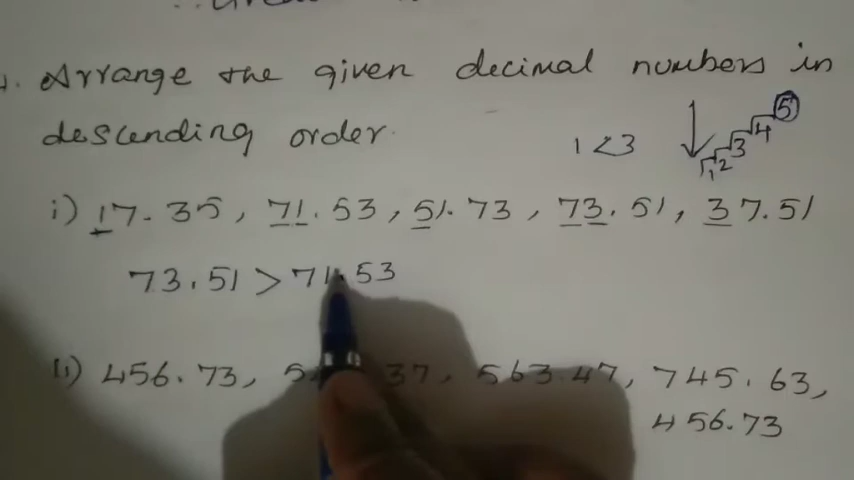 Arrange the given decimal numbers in
descending order.
1 < 3
1 2 3 4 5
i) 17.35, 71.53, 51.73, 73.51, 37.51
73.51 > 71.53
ii) 456.73, 37, 563.47, 745.63,
456.73